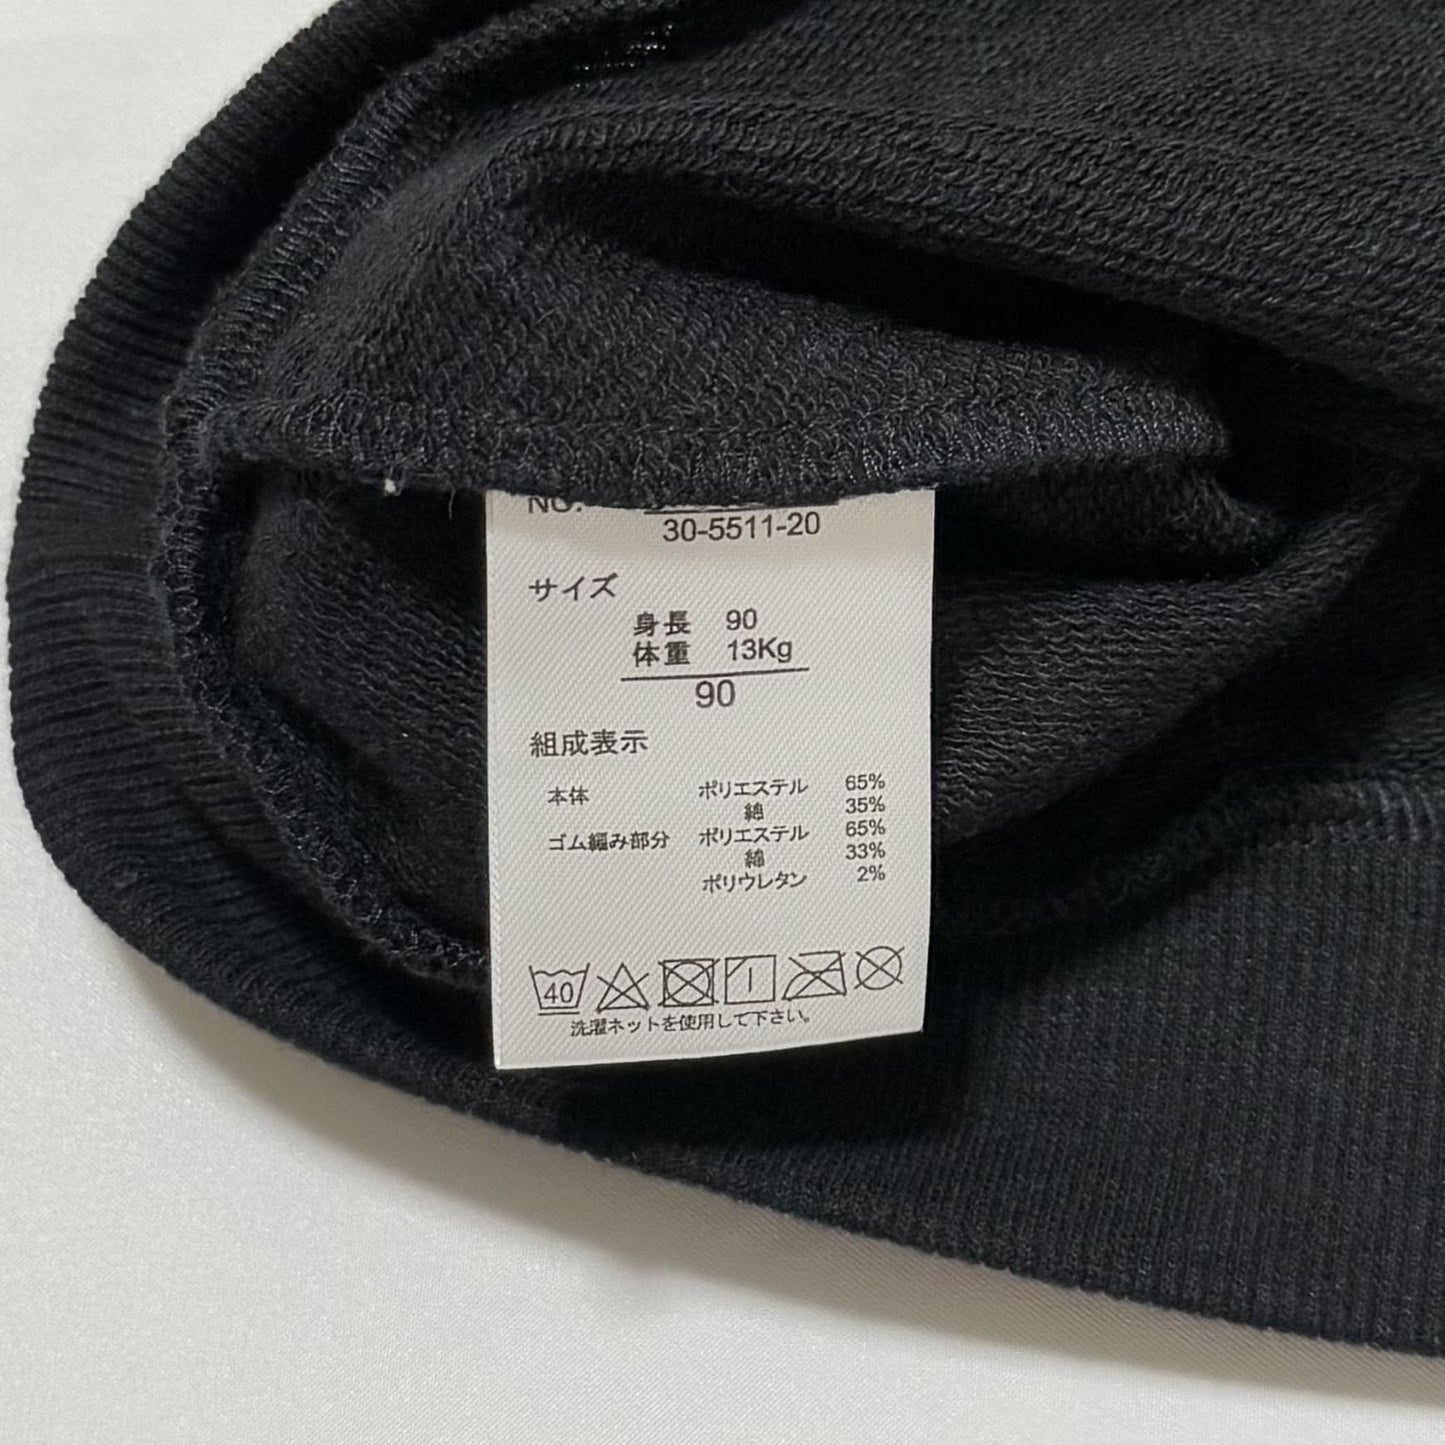 NO.
30-5511-20
サイズ
身長 90
体重 13Kg
90
組成表示
本体 ポリエステル 65%
綿 35%
ゴム編み部分 ポリエステル 65%
綿 33%
ポリウレタン 2%
40
洗濯ネットを使用して下さい。